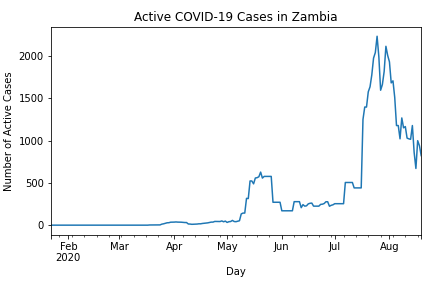 Active COVID-19 Cases in Zambia
Number of Active Cases
2000
1500
1000
500
0
Feb Mar Apr May Jun Jul Aug
2020
Day